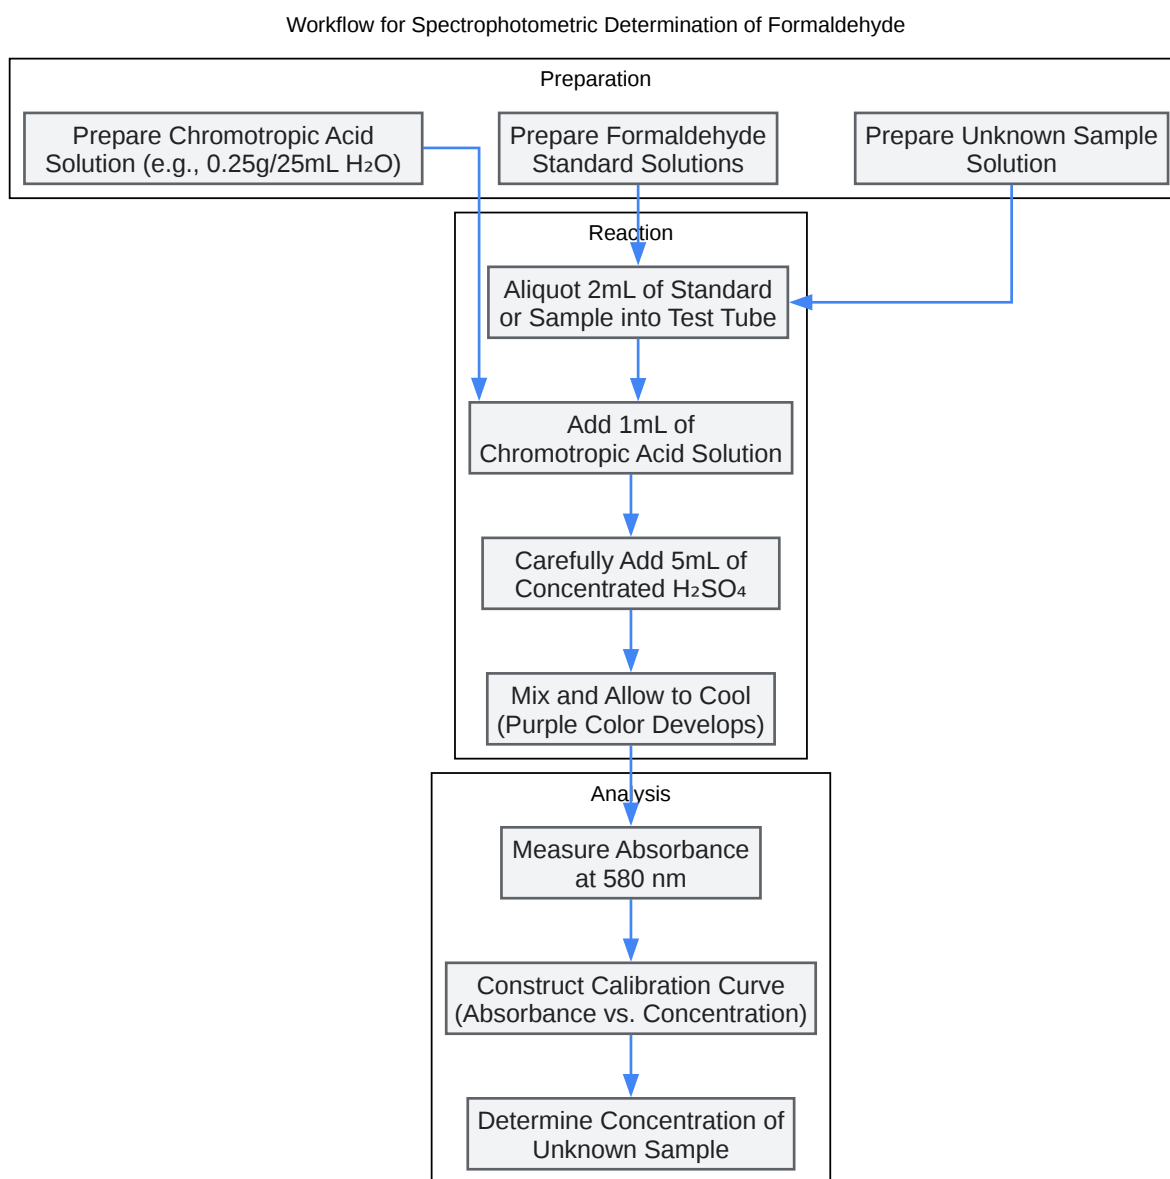 Workflow for Spectrophotometric Determination of Formaldehyde
Preparation
Prepare Chromotropic Acid
Solution (e.g., 0.25g/25mL H₂O)
Prepare Formaldehyde
Standard Solutions
Prepare Unknown Sample
Solution
Reaction
Aliquot 2mL of Standard
or Sample into Test Tube
Add 1mL of
Chromotropic Acid Solution
Carefully Add 5mL of
Concentrated H₂SO₄
Mix and Allow to Cool
(Purple Color Develops)
Analysis
Measure Absorbance
at 580 nm
Construct Calibration Curve
(Absorbance vs. Concentration)
Determine Concentration of
Unknown Sample